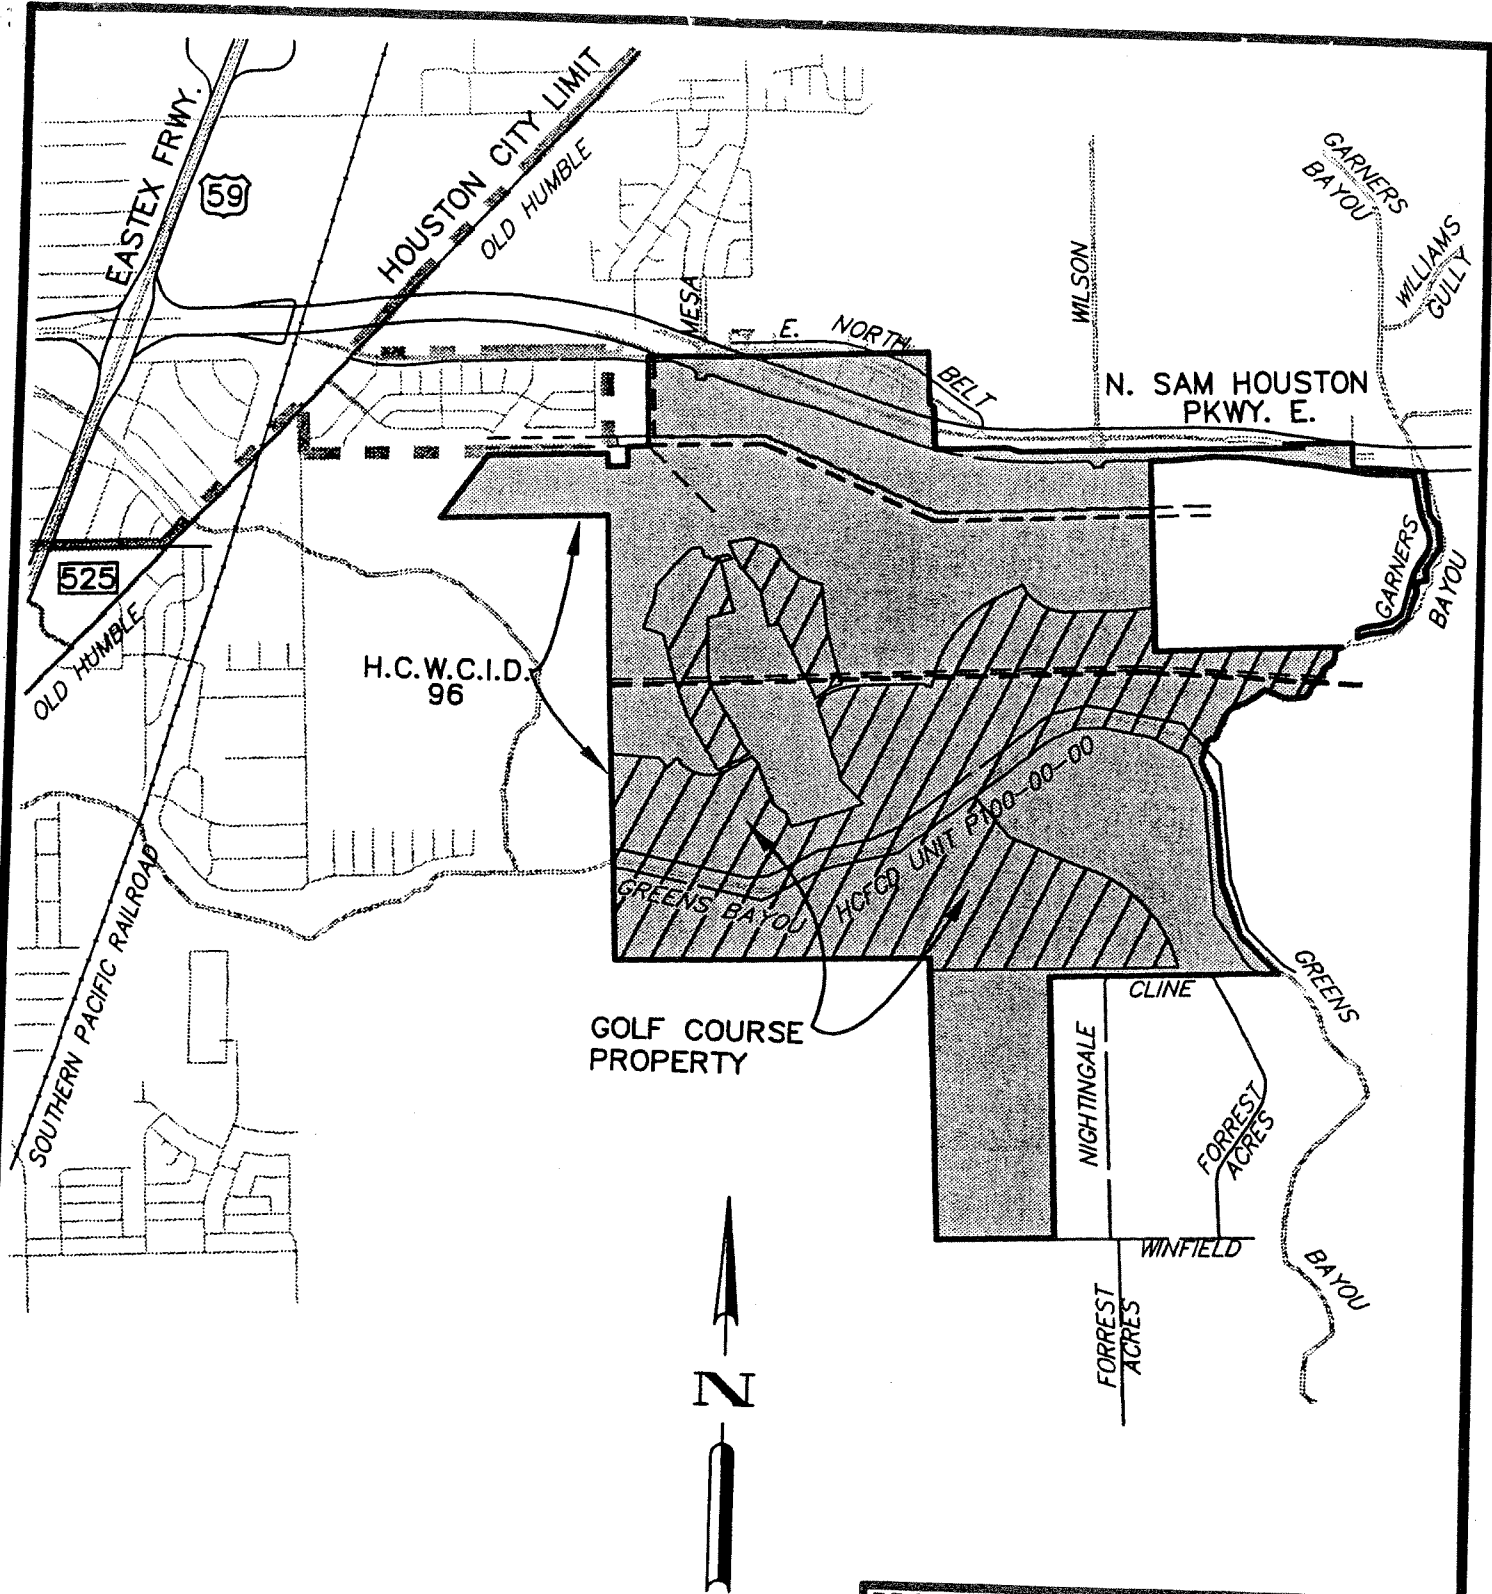 EASTEX FRWY.
59
HOUSTON CITY LIMIT
OLD HUMBLE
MESA
E. NORTH BELT
WILSON
GARNERS
BAYOU
WILLIAMS
GULLY
N. SAM HOUSTON
PKWY. E.
525
OLD HUMBLE
GARNERS
BAYOU
H.C.W.C.I.D.
96
HCFCD UNIT P100-00-00
GREENS BAYOU
SOUTHERN PACIFIC RAILROAD
GOLF COURSE
PROPERTY
CLINE
GREENS
BAYOU
NIGHTINGALE
FORREST
ACRES
WINFIELD
FORREST
ACRES
N